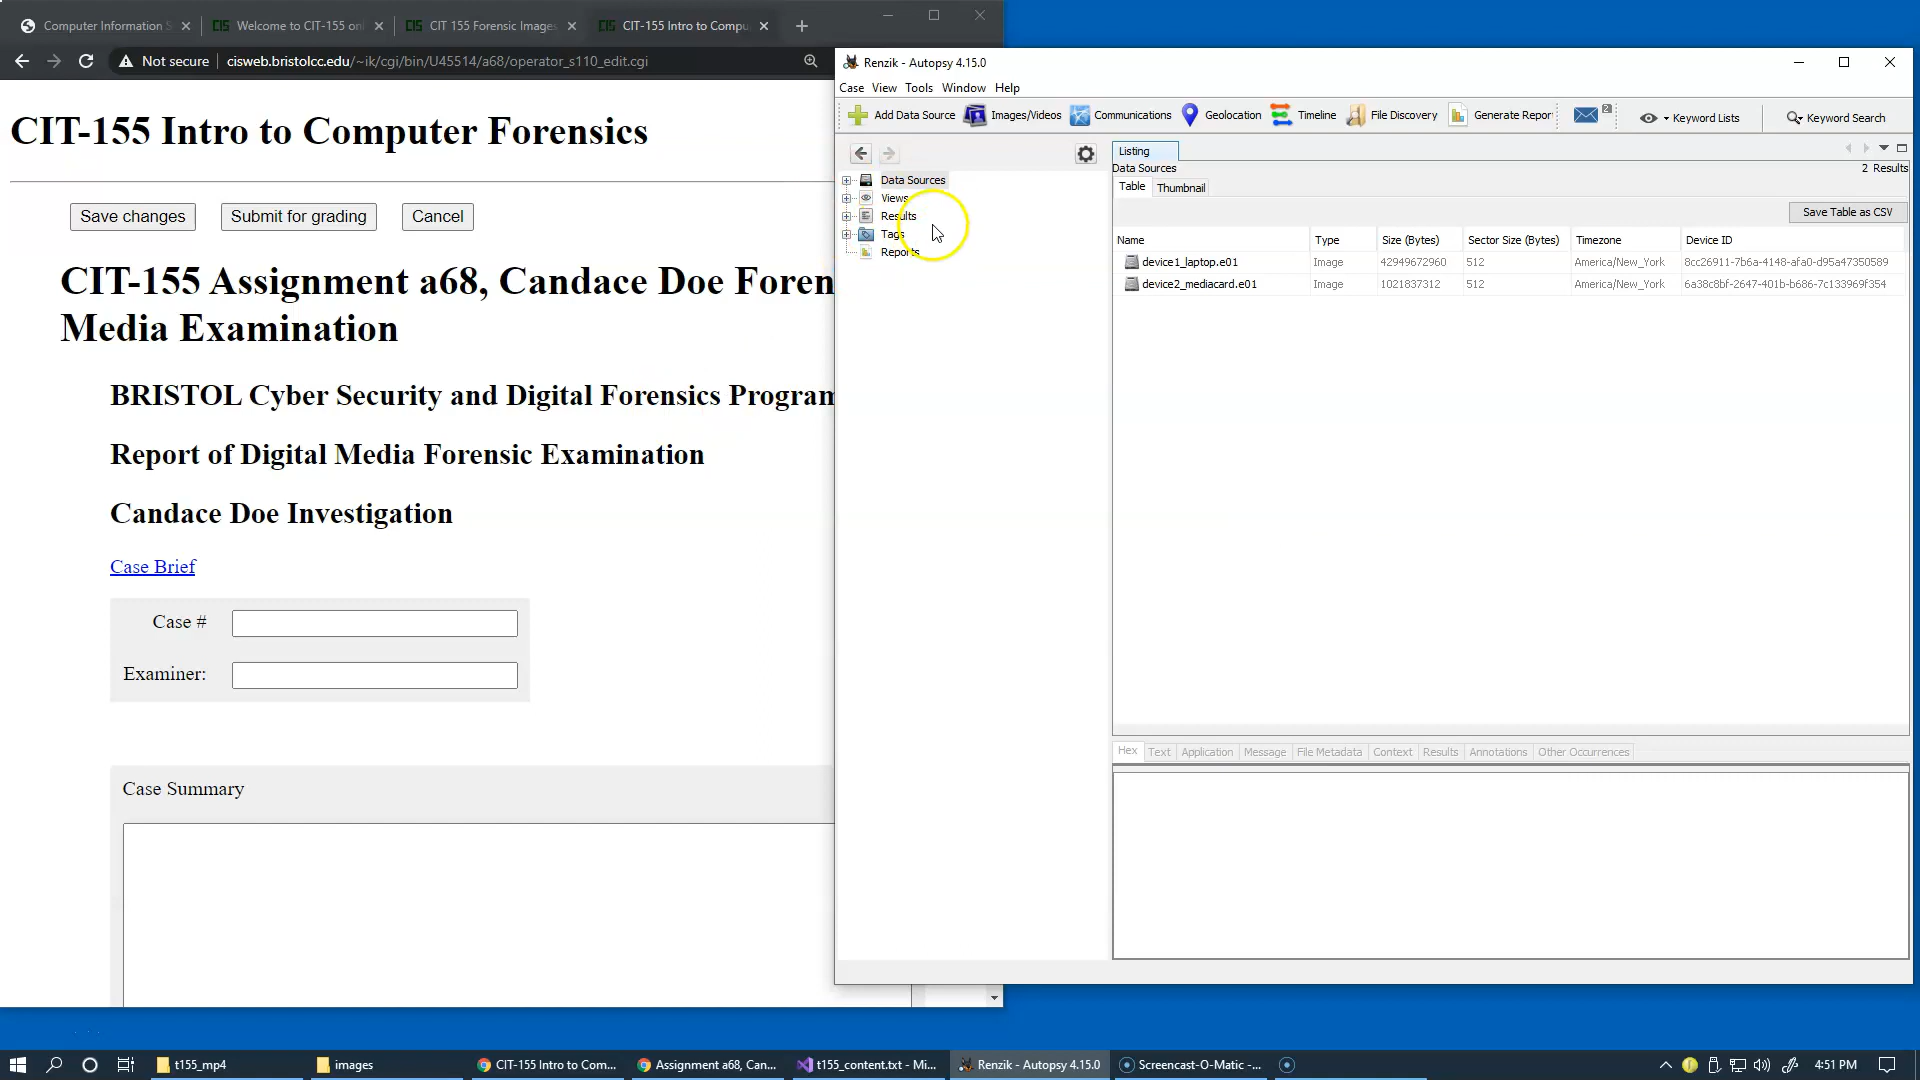 Computer Information S
Welcome to CIT-155 onl
CIT 155 Forensic Images
CIT-155 Intro to Compu
Not secure
cisweb.bristolcc.edu/~ik/cgi/bin/U45514/a68/operator_s110_edit.cgi
CIT-155 Intro to Computer Forensics
Save changes
Submit for grading
Cancel
CIT-155 Assignment a68, Candace Doe Foren
Media Examination
BRISTOL Cyber Security and Digital Forensics Program
Report of Digital Media Forensic Examination
Candace Doe Investigation
Case Brief
Case #
Examiner:
Case Summary
Renzik - Autopsy 4.15.0
Case View Tools Window Help
Add Data Source Images/Videos Communications Geolocation Timeline File Discovery Generate Repor 2 Keyword Lists Keyword Search
Data Sources
Views
Results
Tags
Reports
Listing
Data Sources 2 Results
Table Thumbnail
Save Table as CSV
Name Type Size (Bytes) Sector Size (Bytes) Timezone Device ID
device1_laptop.e01 Image 42949672960 512 America/New_York 8cc26911-7b6a-4148-afa0-d95a47350589
device2_mediacard.e01 Image 1021837312 512 America/New_York 6a38c8bf-2647-401b-b686-7c133969f354
Hex Text Application Message File Metadata Context Results Annotations Other Occurrences
t155_mp4
images
CIT-155 Intro to Com...
Assignment a68, Can...
t155_content.txt - Mi...
Renzik - Autopsy 4.15.0
Screencast-O-Matic -...
4:51 PM